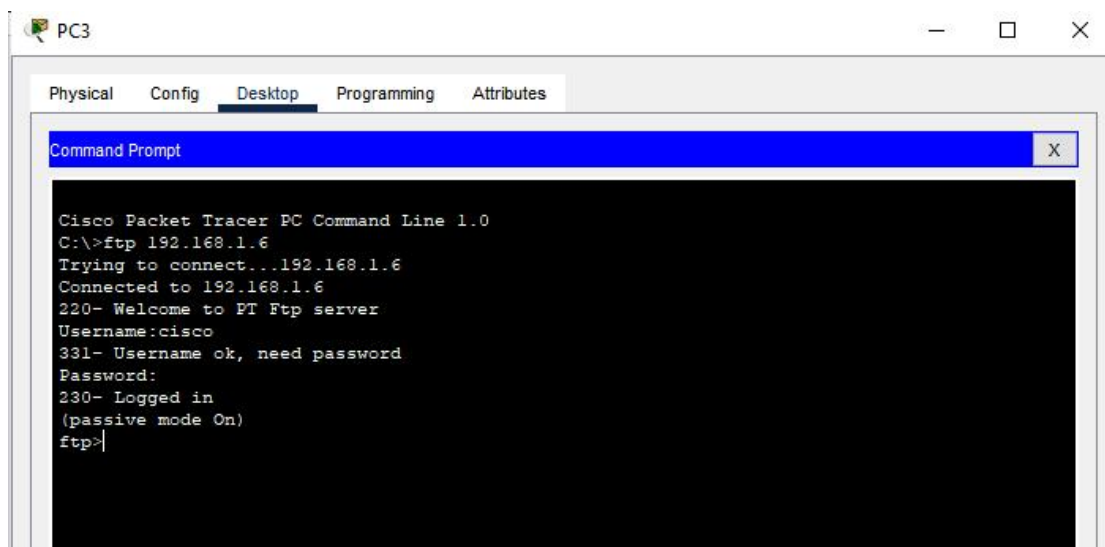 PC3
Physical Config Desktop Programming Attributes
Command Prompt
X
Cisco Packet Tracer PC Command Line 1.0
C:\>ftp 192.168.1.6
Trying to connect...192.168.1.6
Connected to 192.168.1.6
220- Welcome to PT Ftp server
Username:cisco
331- Username ok, need password
Password:
230- Logged in
(passive mode On)
ftp>